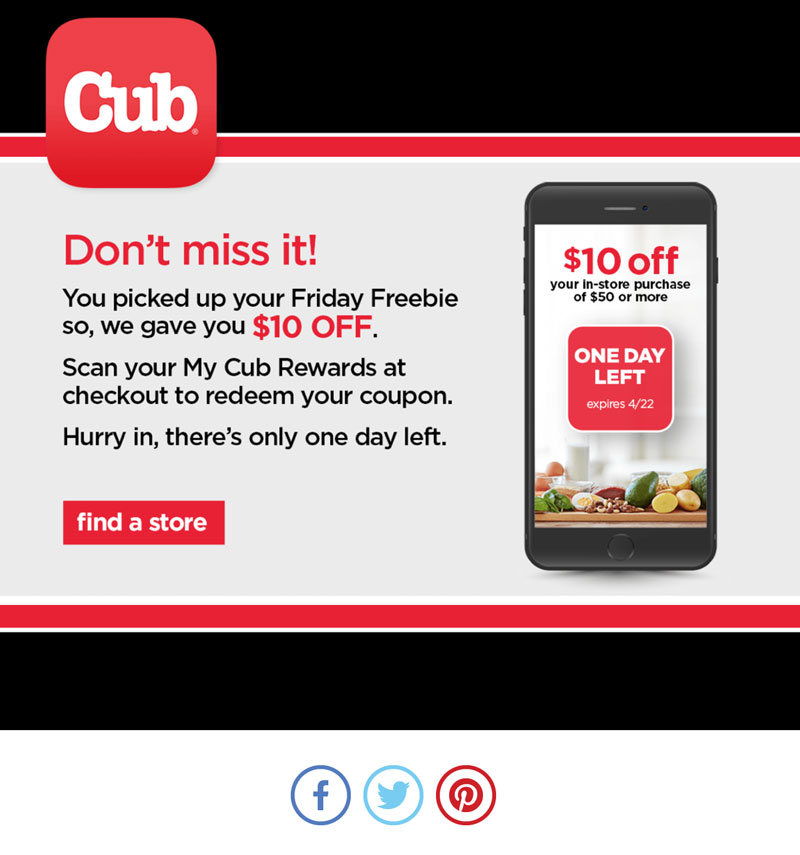 Cub®
Don't miss it!
You picked up your Friday Freebie
so, we gave you $10 OFF.
Scan your My Cub Rewards at
checkout to redeem your coupon.
Hurry in, there's only one day left.
find a store
$10 off
your in-store purchase
of $50 or more
ONE DAY
LEFT
expires 4/22